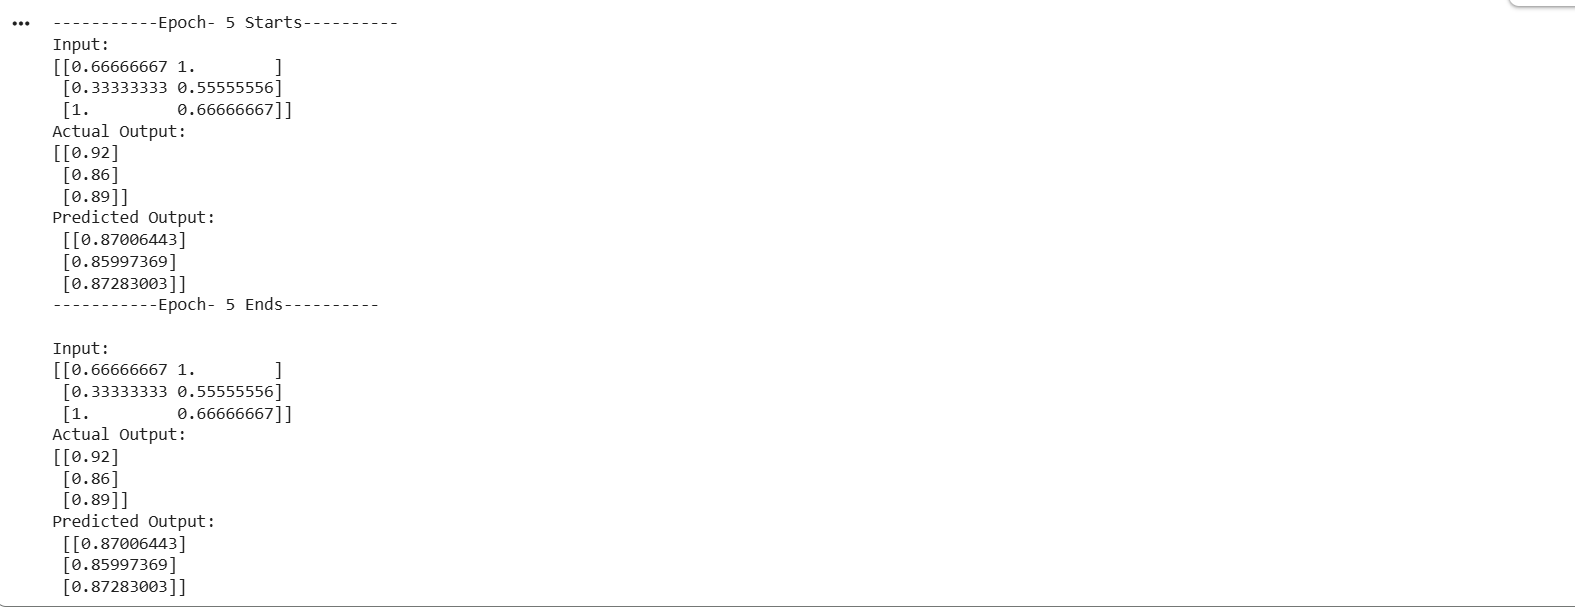 -----------Epoch- 5 Starts----------
Input:
[[0.66666667 1.        ]
 [0.33333333 0.55555556]
 [1.         0.66666667]]
Actual Output:
[[0.92]
 [0.86]
 [0.89]]
Predicted Output:
 [[0.87006443]
 [0.85997369]
 [0.87283003]]
-----------Epoch- 5 Ends----------

Input:
[[0.66666667 1.        ]
 [0.33333333 0.55555556]
 [1.         0.66666667]]
Actual Output:
[[0.92]
 [0.86]
 [0.89]]
Predicted Output:
 [[0.87006443]
 [0.85997369]
 [0.87283003]]